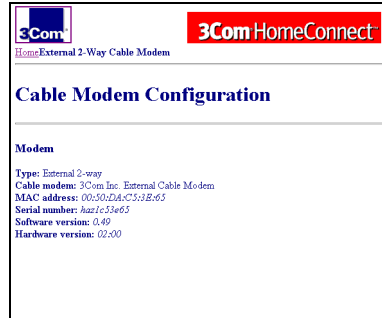 3Com
3Com HomeConnect
HomeExternal 2-Way Cable Modem
Cable Modem Configuration
Modem
Type: External 2-way
Cable modem: 3Com Inc. External Cable Modem
MAC address: 00:50:DA:C5:3E:65
Serial number: haz1c53e65
Software version: 0.49
Hardware version: 02:00